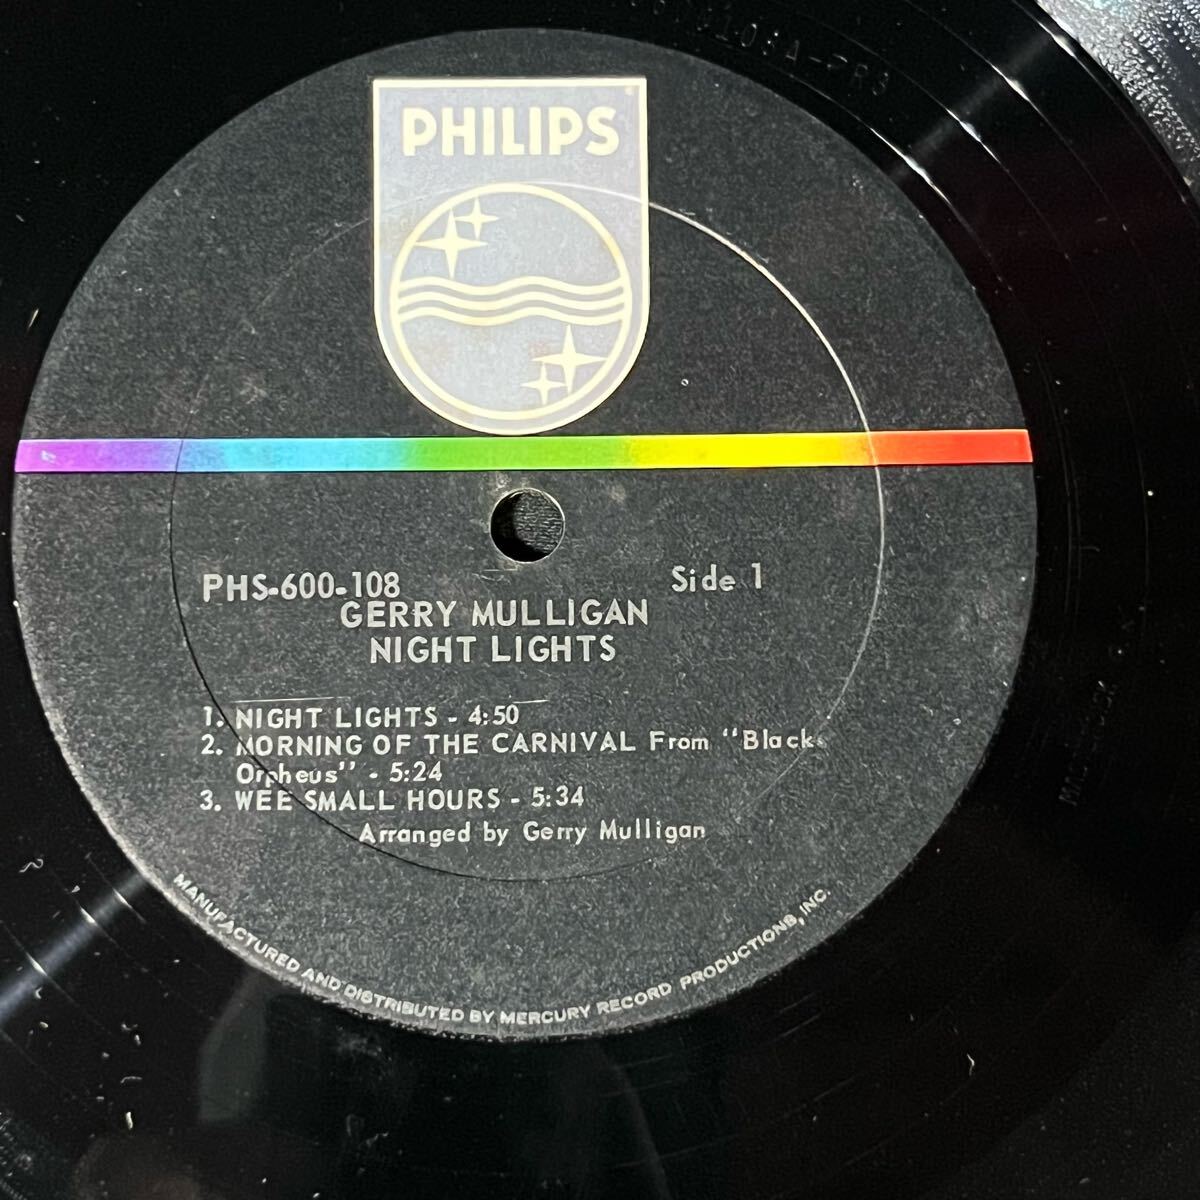 PHILIPS
PHS-600-108
Side 1
GERRY MULLIGAN
NIGHT LIGHTS
1. NIGHT LIGHTS - 4:50
2. MORNING OF THE CARNIVAL From "Black
Orpheus" - 5:24
3. WEE SMALL HOURS - 5:34
Arranged by Gerry Mulligan
MANUFACTURED AND DISTRIBUTED BY MERCURY RECORD PRODUCTIONS, INC.